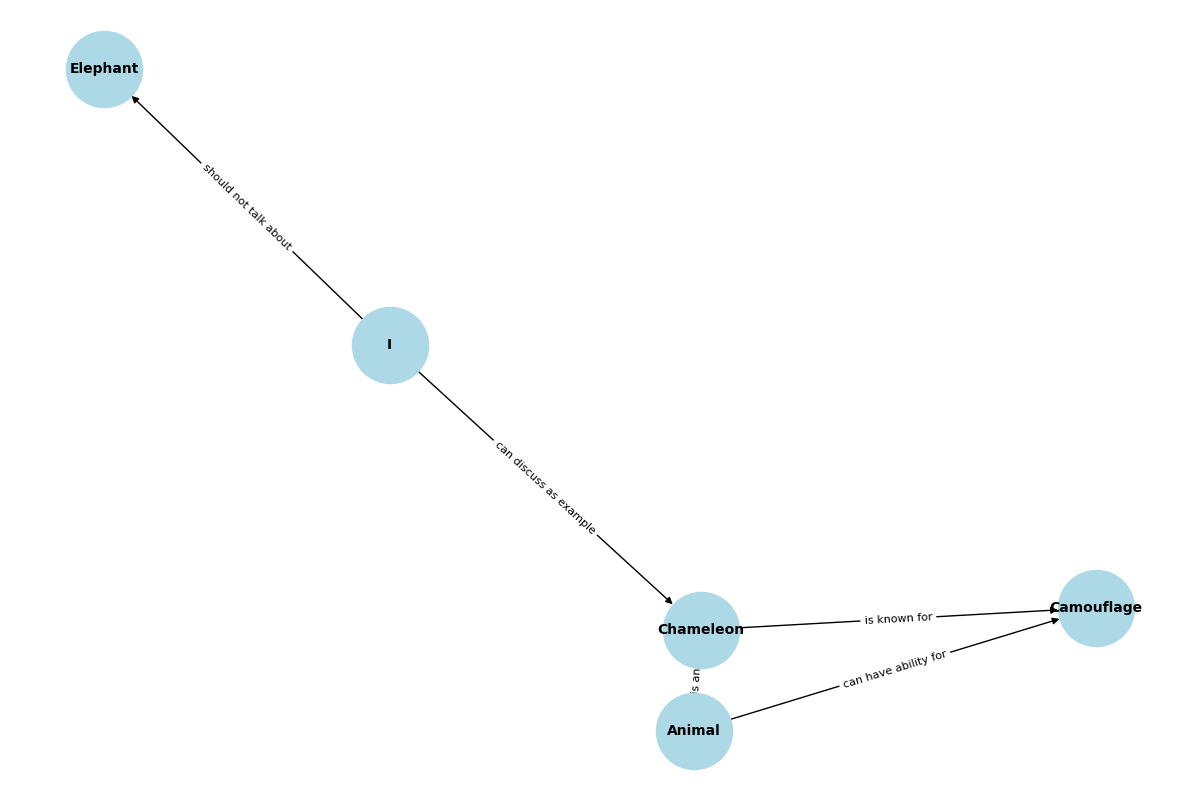 Elephant
should not talk about
I
can discuss as example
Chameleon
is known for
Camouflage
is an
can have ability for
Animal